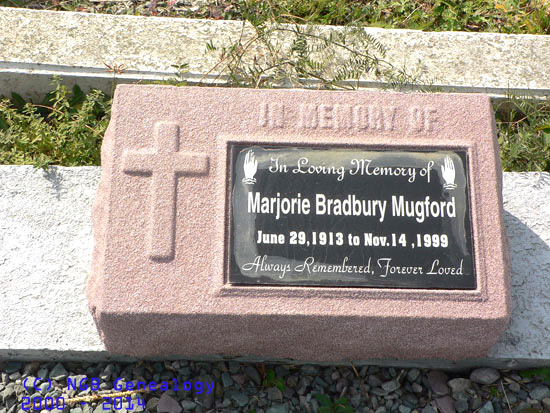 IN MEMORY OF
In Loving Memory of
Marjorie Bradbury Mugford
June 29, 1913 to Nov. 14 , 1999
Always Remembered, Forever Loved
(C) NGB Genealogy
2000 - 2014